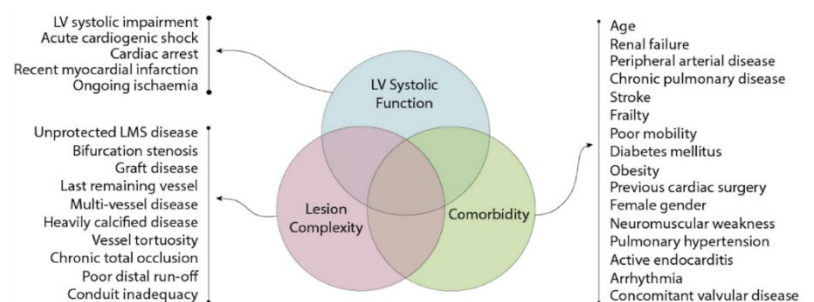 LV systolic impairment
Acute cardiogenic shock
Cardiac arrest
Recent myocardial infarction
Ongoing ischaemia
Unprotected LMS disease
Bifurcation stenosis
Graft disease
Last remaining vessel
Multi-vessel disease
Heavily calcified disease
Vessel tortuosity
Chronic total occlusion
Poor distal run-off
Conduit inadequacy
LV Systolic
Function
Lesion
Complexity
Comorbidity
Age
Renal failure
Peripheral arterial disease
Chronic pulmonary disease
Stroke
Frailty
Poor mobility
Diabetes mellitus
Obesity
Previous cardiac surgery
Female gender
Neuromuscular weakness
Pulmonary hypertension
Active endocarditis
Arrhythmia
Concomitant valvular disease